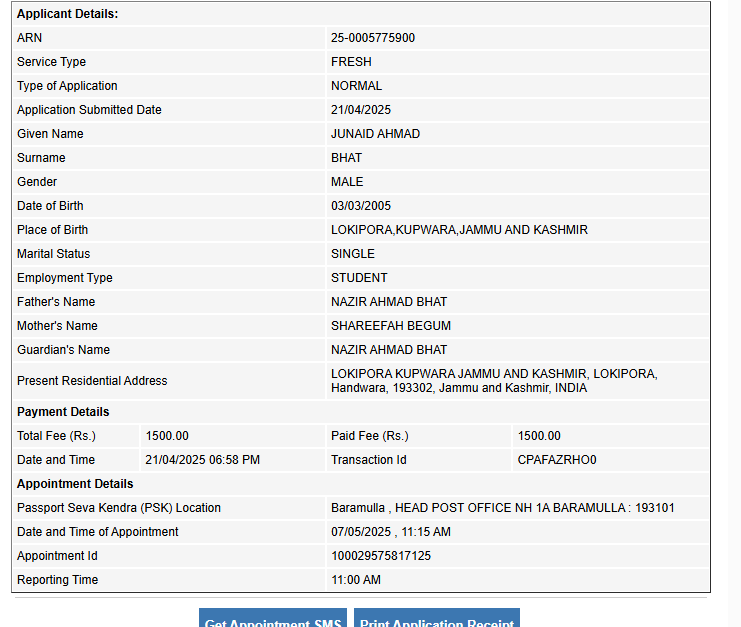 Applicant Details:
ARN 25-0005775900
Service Type FRESH
Type of Application NORMAL
Application Submitted Date 21/04/2025
Given Name JUNAID AHMAD
Surname BHAT
Gender MALE
Date of Birth 03/03/2005
Place of Birth LOKIPORA,KUPWARA,JAMMU AND KASHMIR
Marital Status SINGLE
Employment Type STUDENT
Father's Name NAZIR AHMAD BHAT
Mother's Name SHAREEFAH BEGUM
Guardian's Name NAZIR AHMAD BHAT
Present Residential Address LOKIPORA KUPWARA JAMMU AND KASHMIR, LOKIPORA,
Handwara, 193302, Jammu and Kashmir, INDIA
Payment Details
Total Fee (Rs.) 1500.00 Paid Fee (Rs.) 1500.00
Date and Time 21/04/2025 06:58 PM Transaction Id CPAFAZRHO0
Appointment Details
Passport Seva Kendra (PSK) Location Baramulla , HEAD POST OFFICE NH 1A BARAMULLA : 193101
Date and Time of Appointment 07/05/2025 , 11:15 AM
Appointment Id 100029575817125
Reporting Time 11:00 AM
Get Appointment SMS Print Application Receipt